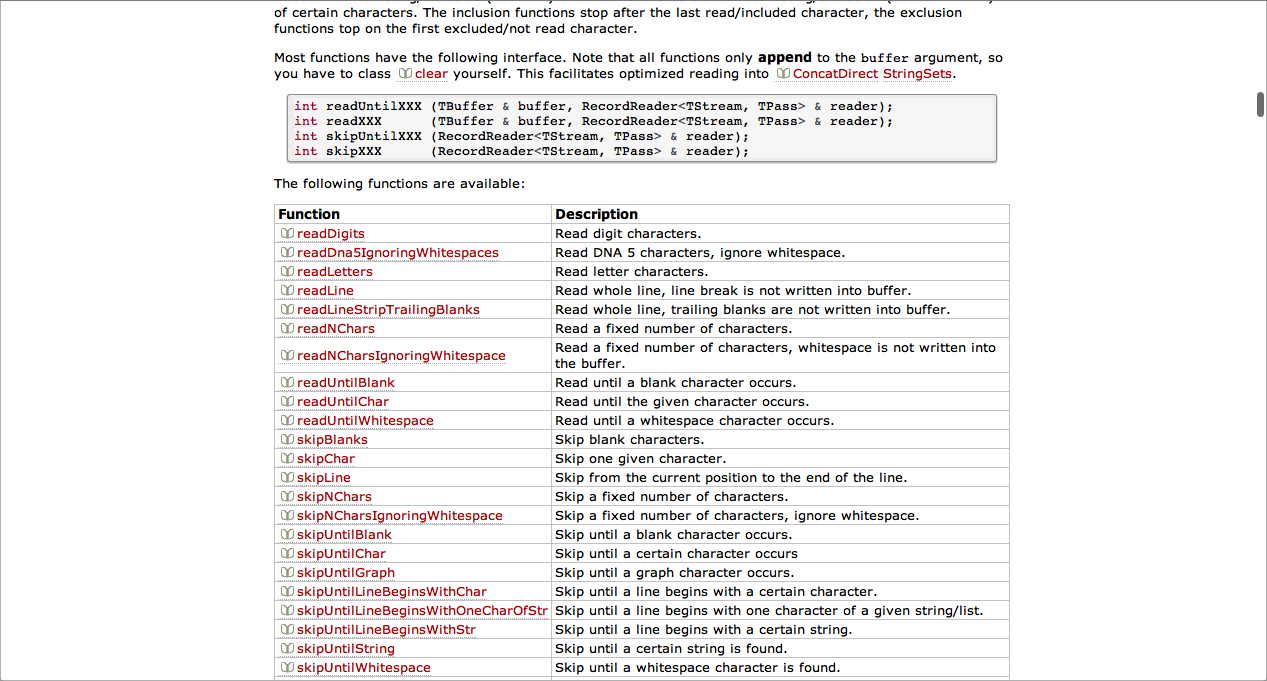 of certain characters. The inclusion functions stop after the last read/included character, the exclusion
functions top on the first excluded/not read character.
Most functions have the following interface. Note that all functions only append to the buffer argument, so
you have to class clear yourself. This facilitates optimized reading into ConcatDirect StringSets.
int readUntilXXX (TBuffer & buffer, RecordReader<TStream, TPass> & reader);
int readXXX (TBuffer & buffer, RecordReader<TStream, TPass> & reader);
int skipUntilXXX (RecordReader<TStream, TPass> & reader);
int skipXXX (RecordReader<TStream, TPass> & reader);
The following functions are available:
Function Description
readDigits Read digit characters.
readDna5IgnoringWhitespaces Read DNA 5 characters, ignore whitespace.
readLetters Read letter characters.
readLine Read whole line, line break is not written into buffer.
readLineStripTrailingBlanks Read whole line, trailing blanks are not written into buffer.
readNChars Read a fixed number of characters.
readNCharsIgnoringWhitespace Read a fixed number of characters, whitespace is not written into
the buffer.
readUntilBlank Read until a blank character occurs.
readUntilChar Read until the given character occurs.
readUntilWhitespace Read until a whitespace character occurs.
skipBlanks Skip blank characters.
skipChar Skip one given character.
skipLine Skip from the current position to the end of the line.
skipNChars Skip a fixed number of characters.
skipNCharsIgnoringWhitespace Skip a fixed number of characters, ignore whitespace.
skipUntilBlank Skip until a blank character occurs.
skipUntilChar Skip until a certain character occurs
skipUntilGraph Skip until a graph character occurs.
skipUntilLineBeginsWithChar Skip until a line begins with a certain character.
skipUntilLineBeginsWithOneCharOfStr Skip until a line begins with one character of a given string/list.
skipUntilLineBeginsWithStr Skip until a line begins with a certain string.
skipUntilString Skip until a certain string is found.
skipUntilWhitespace Skip until a whitespace character is found.